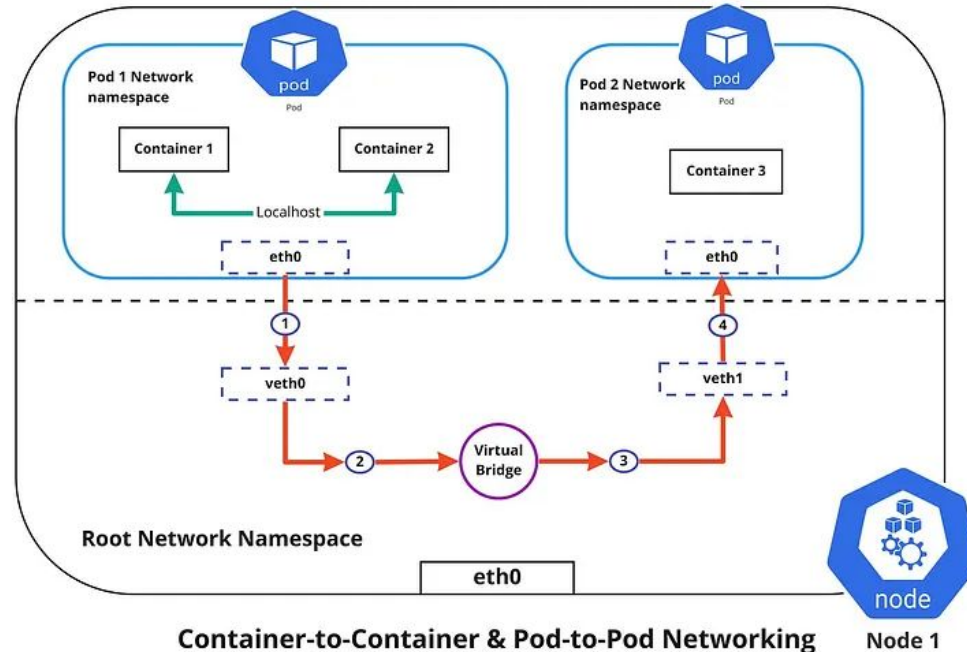 pod
Pod
pod
Pod
Pod 1 Network
namespace
Pod 2 Network
namespace
Container 1
Container 2
Container 3
Localhost
eth0
eth0
1
4
veth0
veth1
Virtual
Bridge
2
3
Root Network Namespace
eth0
node
Container-to-Container & Pod-to-Pod Networking
Node 1